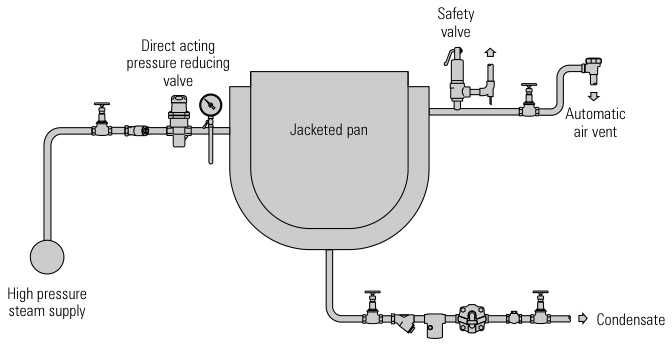 Safety
valve
Direct acting
pressure reducing
valve
Jacketed pan
Automatic
air vent
High pressure
steam supply
Condensate